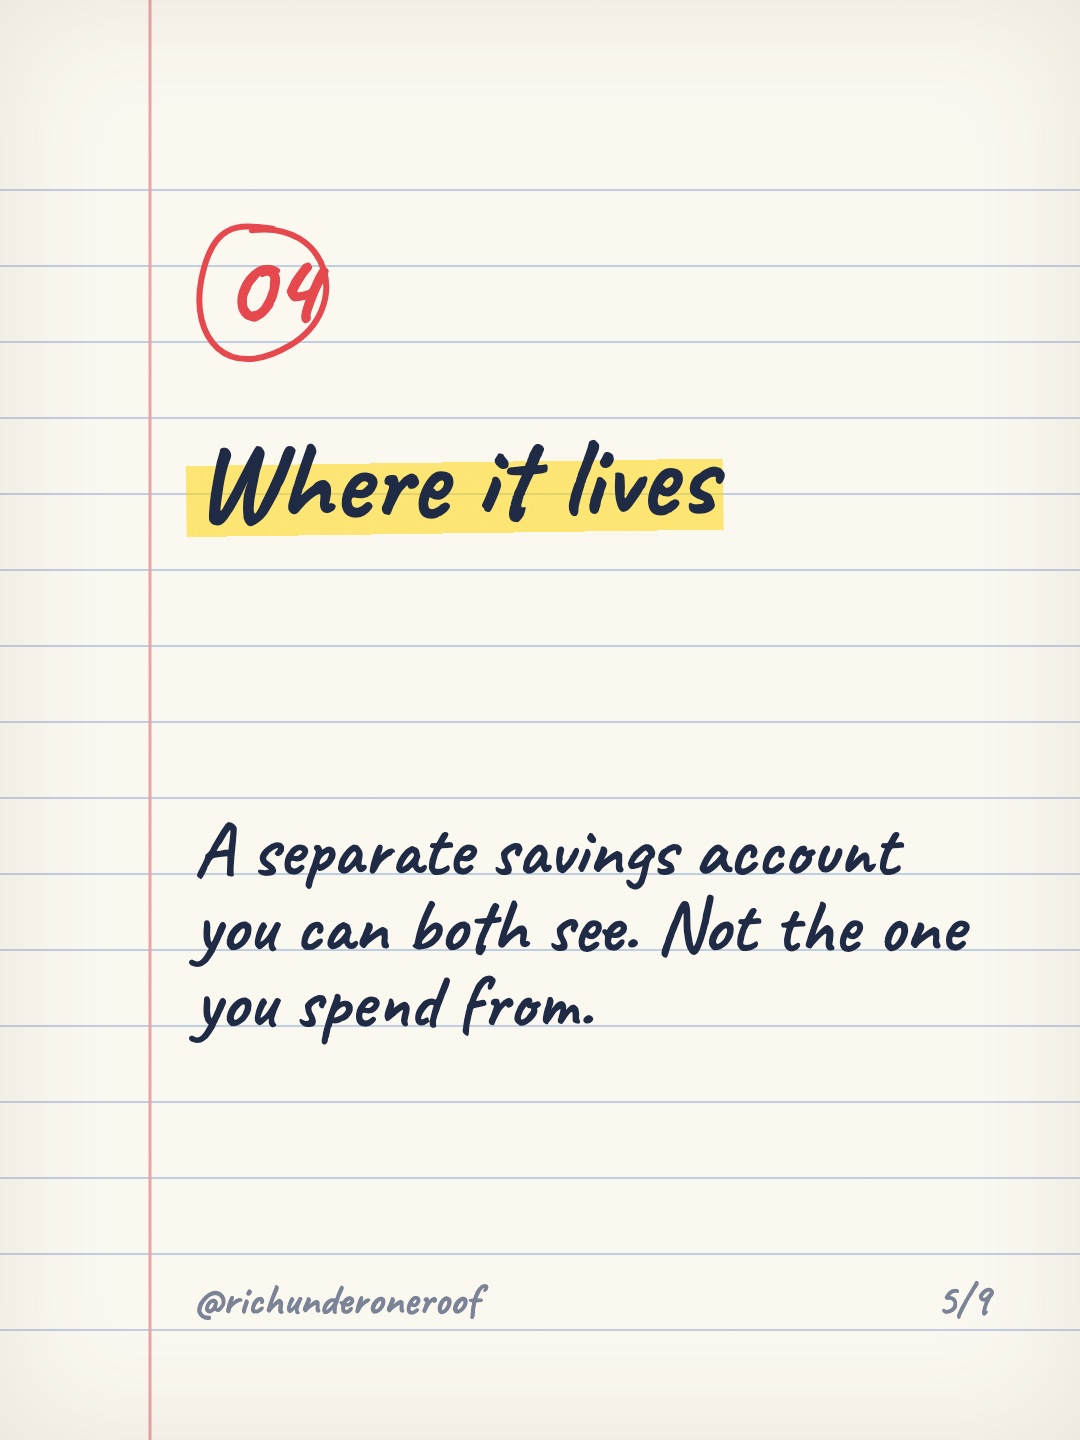 04
Where it lives
A separate savings account
you can both see. Not the one
you spend from.
@richunderoneroof
5/9